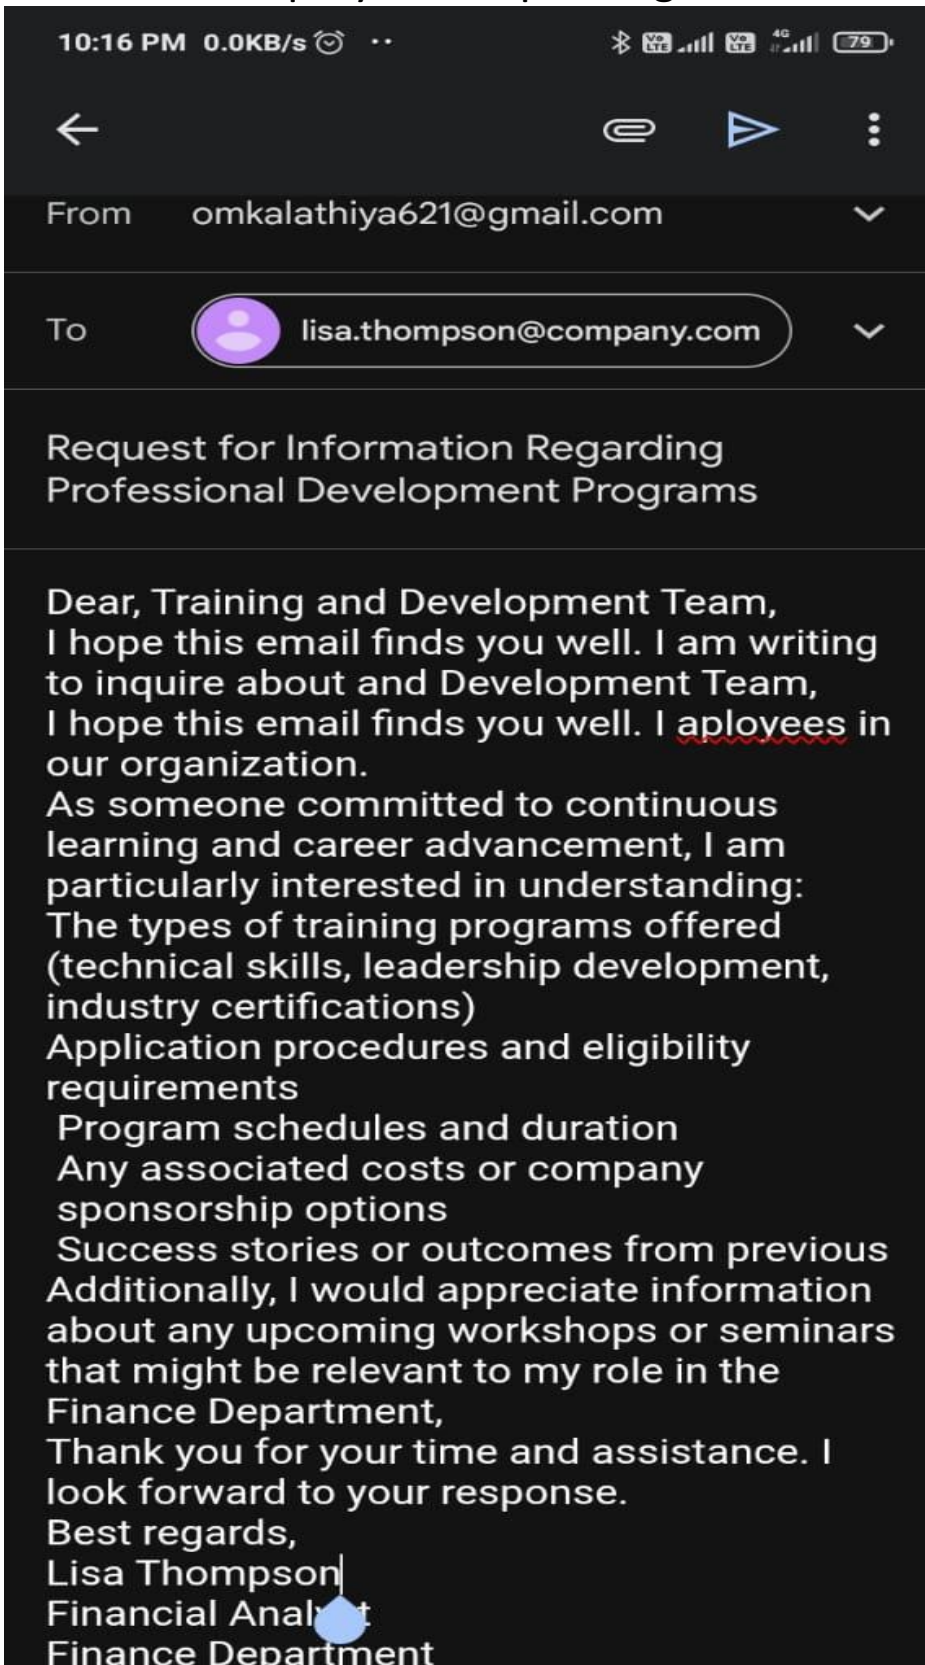 10:16 PM 0.0KB/s
Vo LTE Vo LTE 4G 79
From omkalathiya621@gmail.com
To lisa.thompson@company.com
Request for Information Regarding
Professional Development Programs
Dear, Training and Development Team,
I hope this email finds you well. I am writing
to inquire about and Development Team,
I hope this email finds you well. I aployees in
our organization.
As someone committed to continuous
learning and career advancement, I am
particularly interested in understanding:
The types of training programs offered
(technical skills, leadership development,
industry certifications)
Application procedures and eligibility
requirements
Program schedules and duration
Any associated costs or company
sponsorship options
Success stories or outcomes from previous
Additionally, I would appreciate information
about any upcoming workshops or seminars
that might be relevant to my role in the
Finance Department,
Thank you for your time and assistance. I
look forward to your response.
Best regards,
Lisa Thompson
Financial Analyst
Finance Department